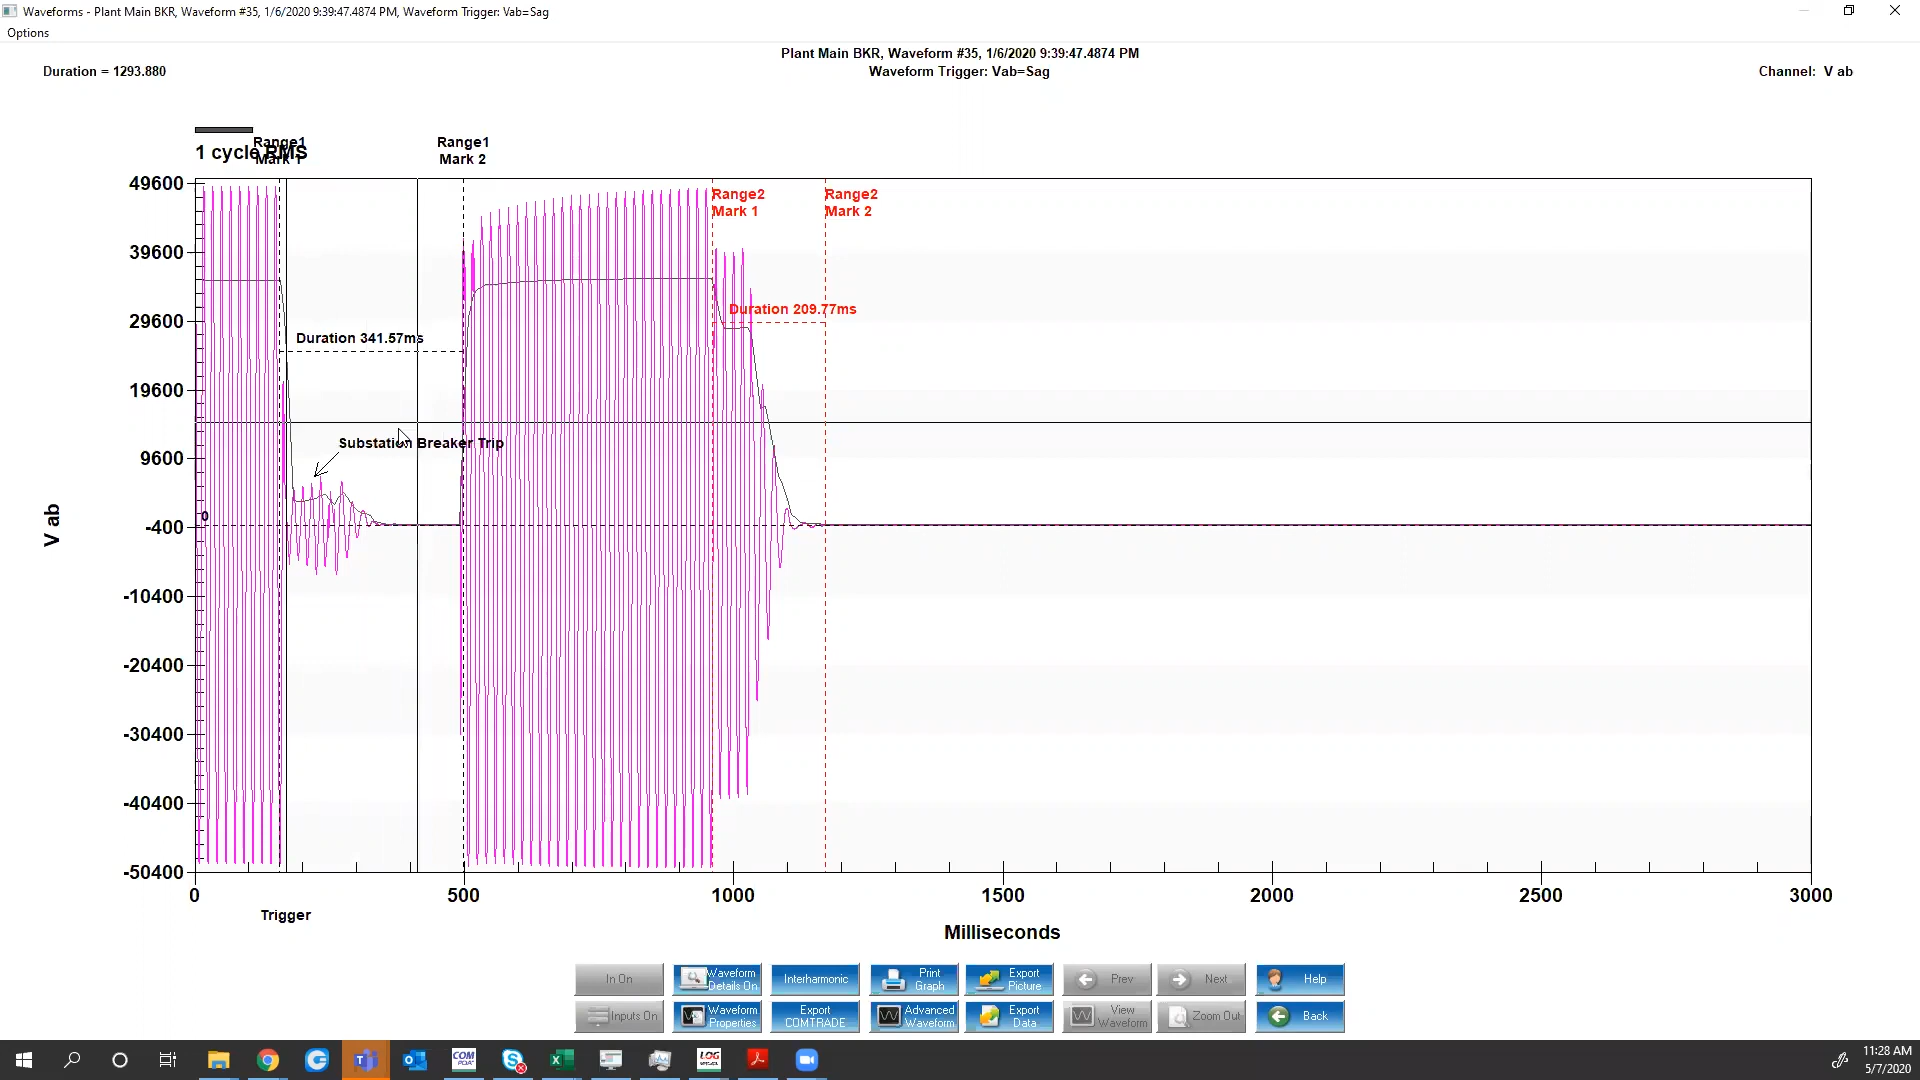 Waveforms - Plant Main BKR, Waveform #35, 1/6/2020 9:39:47.4874 PM, Waveform Trigger: Vab=Sag
Options
Plant Main BKR, Waveform #35, 1/6/2020 9:39:47.4874 PM
Duration = 1293.880
Waveform Trigger: Vab=Sag
Channel: V ab
Range1
Mark 1
1 cycle RMS
Range1
Mark 2
Range2
Mark 1
Range2
Mark 2
Duration 341.57ms
Duration 209.77ms
Substation Breaker Trip
V ab
49600
39600
29600
19600
9600
0
-400
-10400
-20400
-30400
-40400
-50400
0
500
1000
1500
2000
2500
3000
Trigger
Milliseconds
In On
Waveform
Details On
Interharmonic
Print
Graph
Export
Picture
Prev
Next
Help
Inputs On
Waveform
Properties
Export
COMTRADE
Advanced
Waveform
Export
Data
View
Waveform
Zoom Out
Back
COM
LOG
11:28 AM
5/7/2020